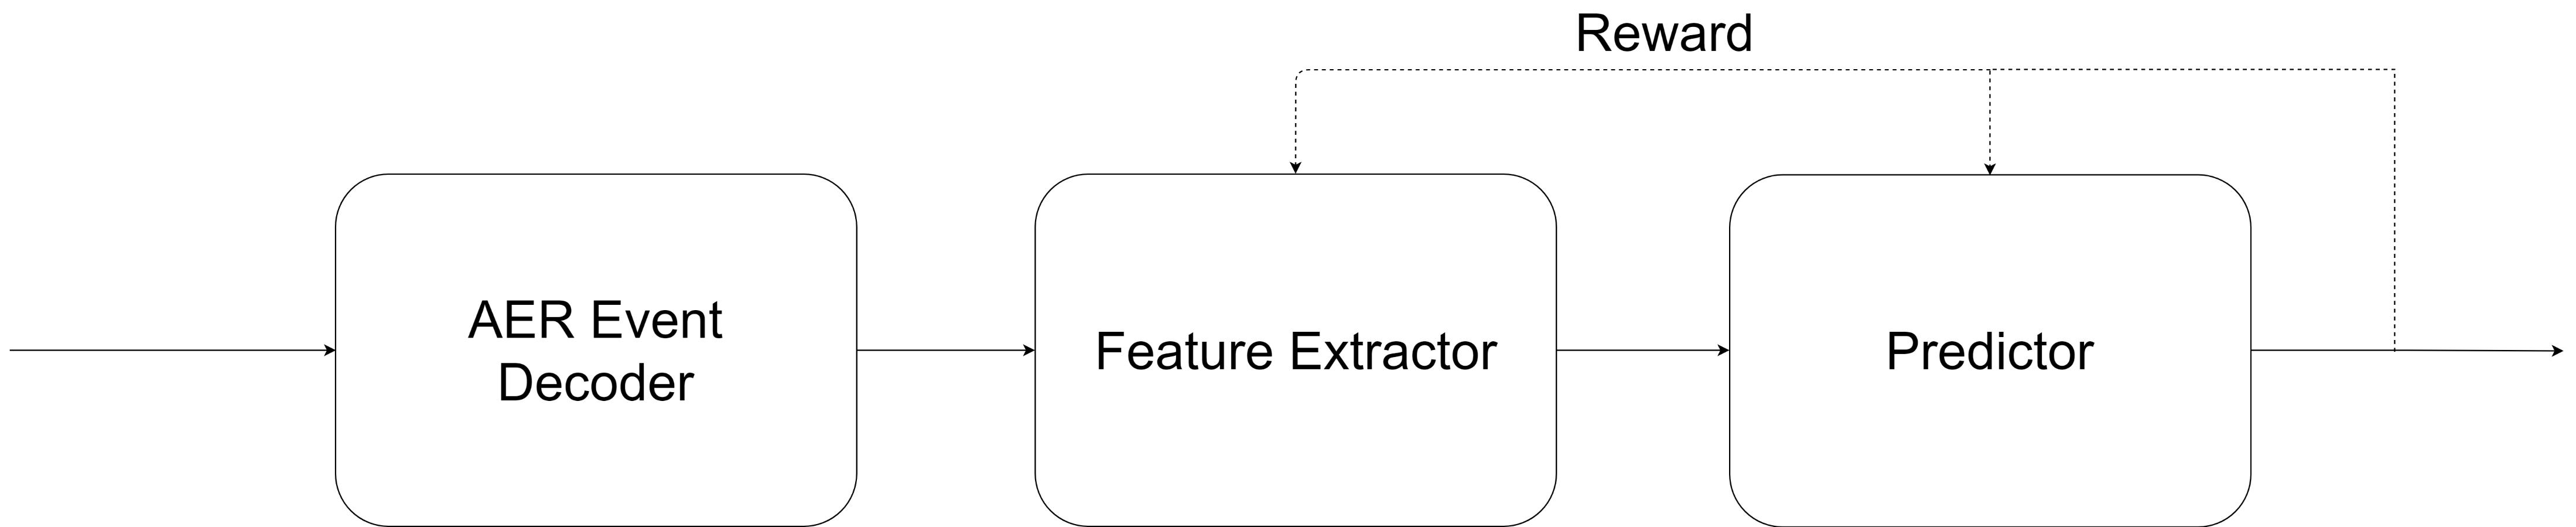 Reward
AER Event
Decoder
Feature Extractor
Predictor